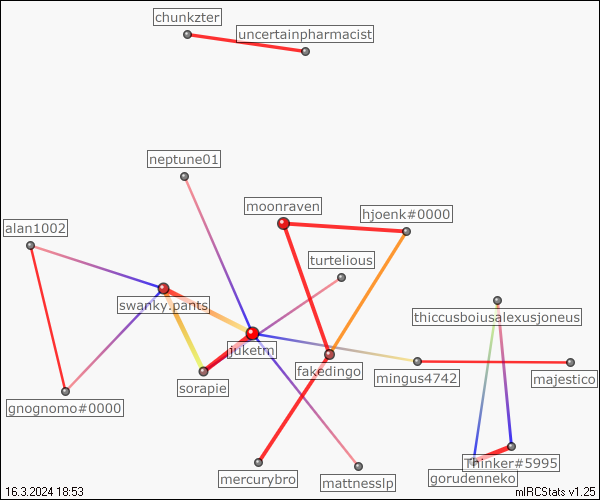 chunkzter
uncertainpharmacist
neptune01
moonraven
hjoenk#0000
alan1002
turtelious
swanky.pants
thiccusboiusalexusjoneus
juketm
fakedingo
mingus4742
majestico
sorapie
gnognomo#0000
Thinker#5995
gorudenneko
mercurybro
mattnesslp
16.3.2024 18:53
mIRCStats v1.25